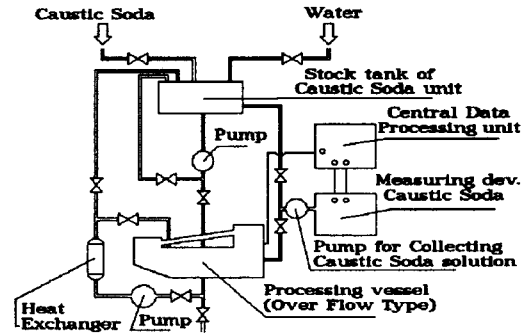 Caustic Soda
Water
Stock tank of
Caustic Soda unit
Central Data
Processing unit
Pump
Measuring dev.
Caustic Soda
Pump for Collecting
Caustic Soda solution
Processing vessel
(Over Flow Type)
Heat
Exchanger
Pump